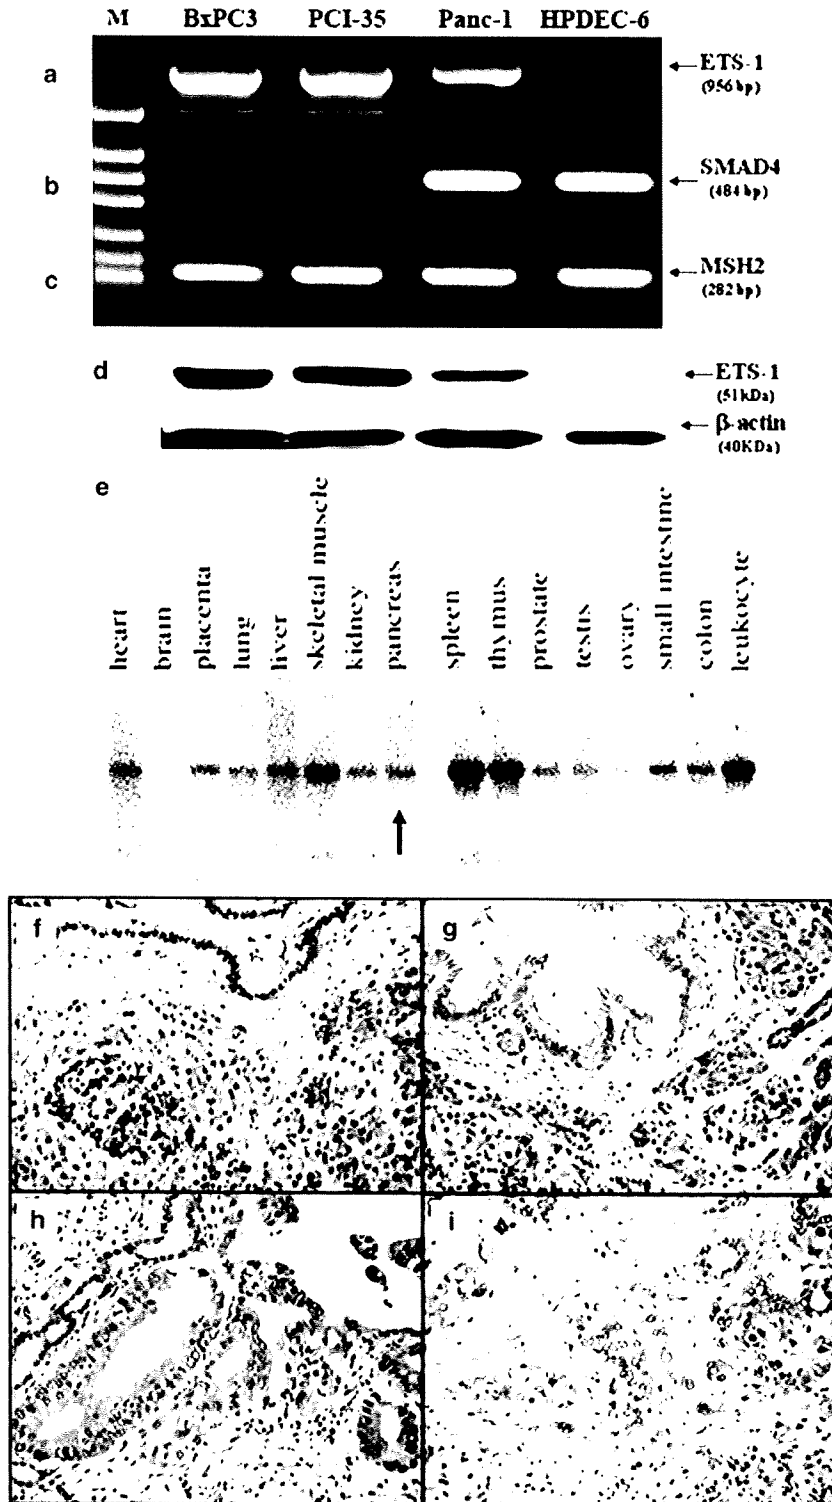 M BxPC3 PCI-35 Panc-1 HPDEC-6
a ETS-1
(956 bp)
b SMAD4
(484 bp)
c MSH2
(282 bp)
d ETS-1
(51kDa)
β-actin
(40KDa)
e
heart
brain
placenta
lung
liver
skeletal muscle
kidney
pancreas
spleen
thymus
prostate
testis
ovary
small intestine
colon
leukocyte
f g
h i